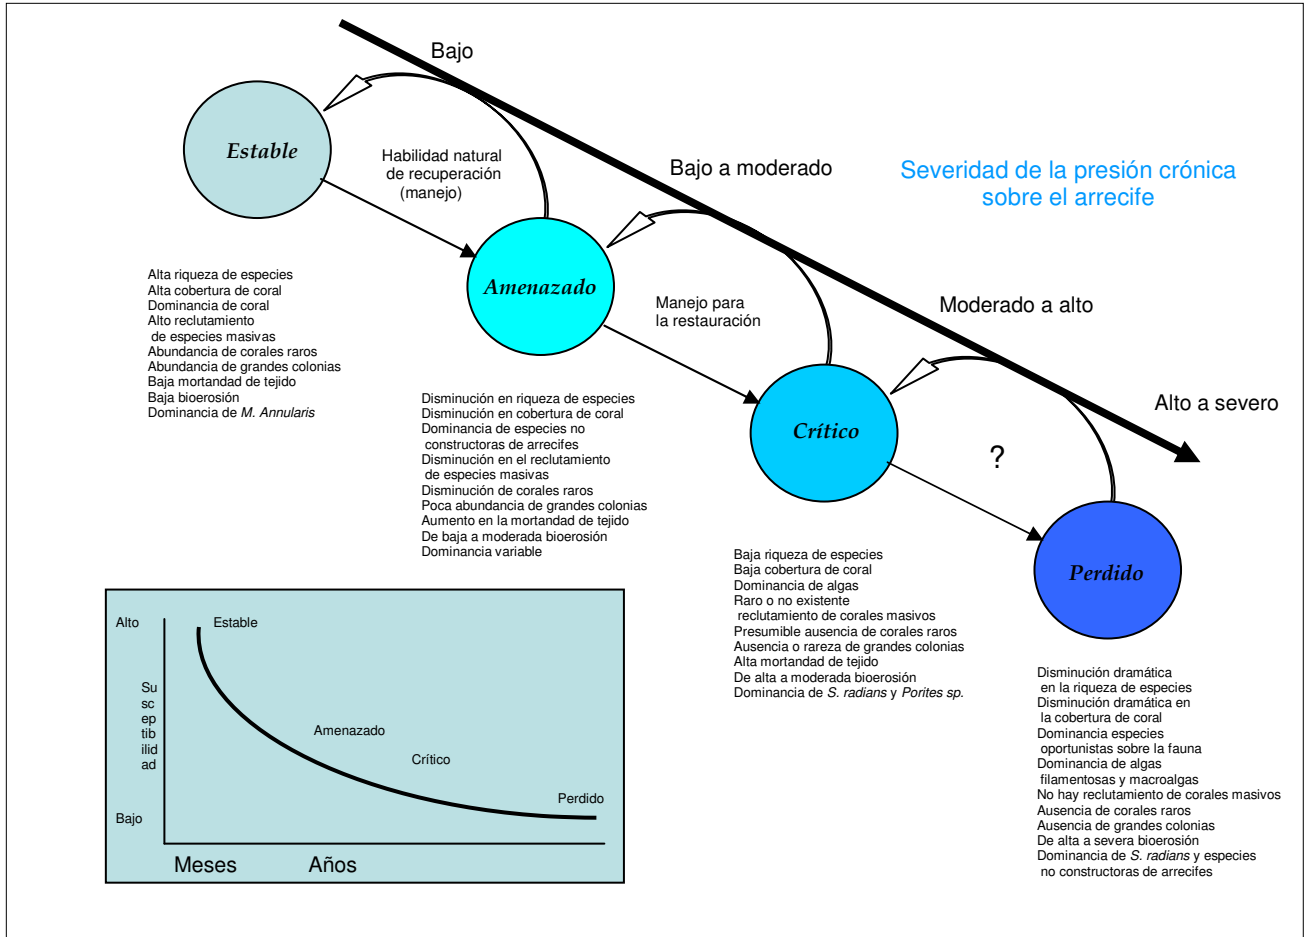 Bajo
Estable
Habilidad natural
de recuperación
(manejo)
Bajo a moderado
Severidad de la presión crónica
sobre el arrecife
Alta riqueza de especies
Alta cobertura de coral
Dominancia de coral
Alto reclutamiento
de especies masivas
Abundancia de corales raros
Abundancia de grandes colonias
Baja mortandad de tejido
Baja bioerosión
Dominancia de M. Annularis
Amenazado
Manejo para
la restauración
Moderado a alto
Disminución en riqueza de especies
Disminución en cobertura de coral
Dominancia de especies no
constructoras de arrecifes
Disminución en el reclutamiento
de especies masivas
Disminución de corales raros
Poca abundancia de grandes colonias
Aumento en la mortandad de tejido
De baja a moderada bioerosión
Dominancia variable
Crítico
Alto a severo
?
Baja riqueza de especies
Baja cobertura de coral
Dominancia de algas
Raro o no existente
reclutamiento de corales masivos
Presumible ausencia de corales raros
Ausencia o rareza de grandes colonias
Alta mortandad de tejido
De alta a moderada bioerosión
Dominancia de S. radians y Porites sp.
Perdido
Disminución dramática
en la riqueza de especies
Disminución dramática en
la cobertura de coral
Dominancia especies
oportunistas sobre la fauna
Dominancia de algas
filamentosas y macroalgas
No hay reclutamiento de corales masivos
Ausencia de corales raros
Ausencia de grandes colonias
De alta a severa bioerosión
Dominancia de S. radians y especies
no constructoras de arrecifes
Alto
Estable
Su
sc
ep
tib
ilid
ad
Amenazado
Crítico
Perdido
Bajo
Meses
Años